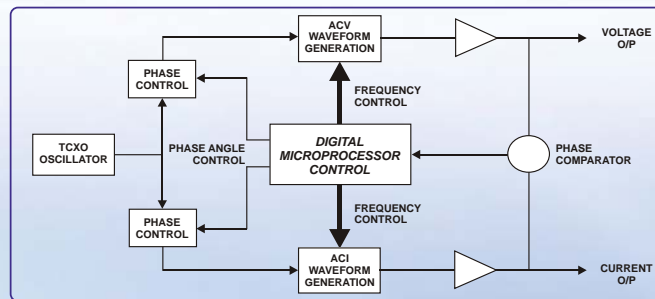 ACV
WAVEFORM
GENERATION
VOLTAGE
O/P
PHASE
CONTROL
FREQUENCY
CONTROL
TCXO
OSCILLATOR
PHASE ANGLE
CONTROL
DIGITAL
MICROPROCESSOR
CONTROL
PHASE
COMPARATOR
PHASE
CONTROL
FREQUENCY
CONTROL
ACI
WAVEFORM
GENERATION
CURRENT
O/P